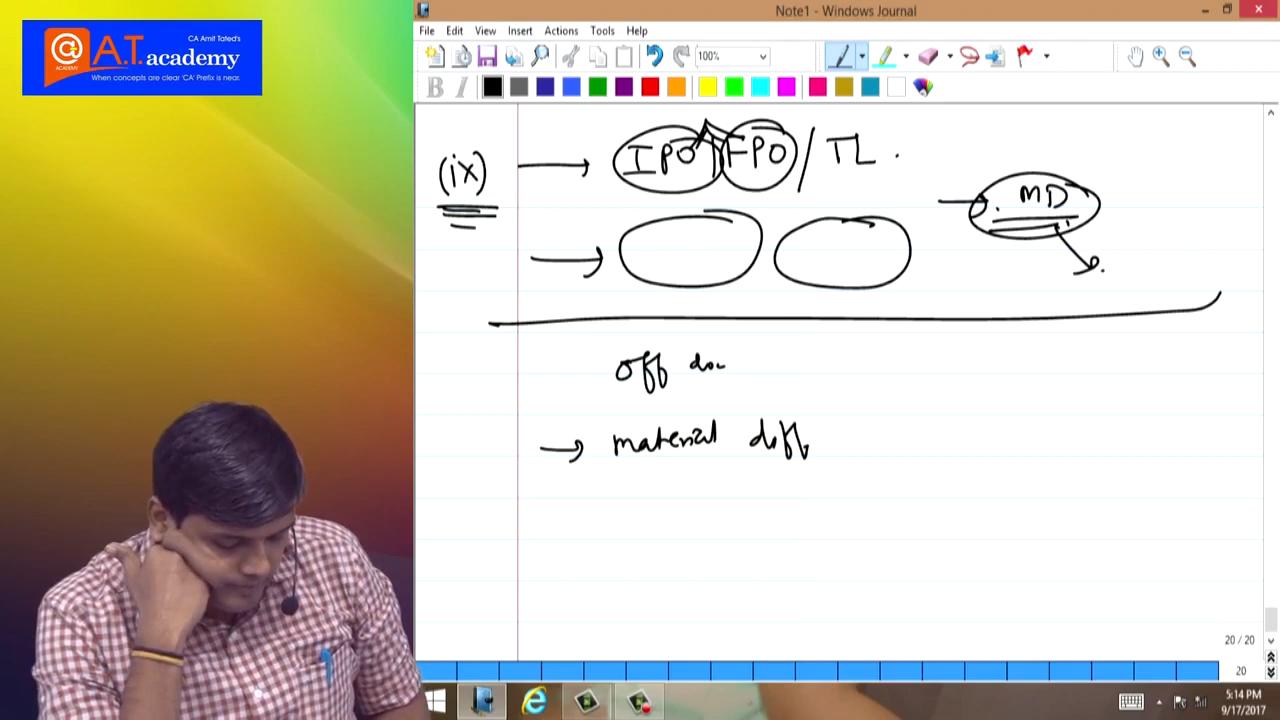 CA Amit Tated's
@ A.T. academy
ACADEMY
When concepts are clear 'CA' Prefix is near.
Note1 - Windows Journal
File Edit View Insert Actions Tools Help
100%
B I
(ix) IPO / FPO / TL .
. MD
off doc
material diff
20 / 20
20
5:14 PM
9/17/2017